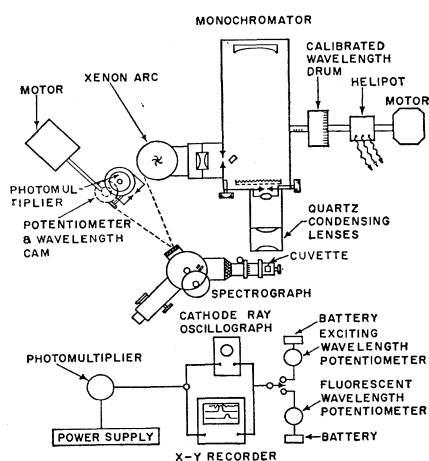 MONOCHROMATOR
CALIBRATED
WAVELENGTH
DRUM
HELIPOT
MOTOR
XENON ARC
MOTOR
PHOTOMUL-
TIPLIER
POTENTIOMETER
& WAVELENGTH
CAM
QUARTZ
CONDENSING
LENSES
CUVETTE
SPECTROGRAPH
CATHODE RAY
OSCILLOGRAPH
BATTERY
EXCITING
WAVELENGTH
POTENTIOMETER
PHOTOMULTIPLIER
FLUORESCENT
WAVELENGTH
POTENTIOMETER
POWER SUPPLY
BATTERY
X-Y RECORDER